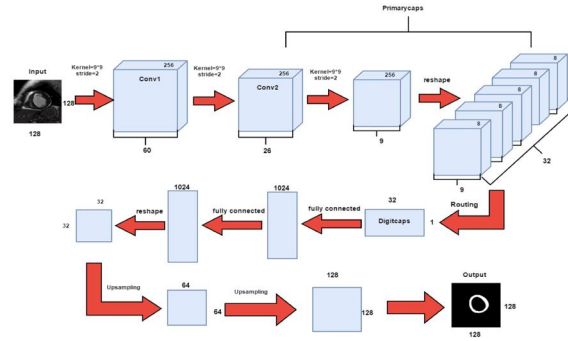 Primarycaps
Input
Kernel=9*9
stride=2
256
Conv1
60
Kernel=9*9
stride=2
256
Conv2
26
Kernel=9*9
stride=2
256
9
reshape
8
8
8
8
8
8
32
9
128
128
Routing
32
Digitcaps
1
fully connected
1024
fully connected
1024
reshape
32
32
Upsampling
64
64
Upsampling
128
128
Output
128
128